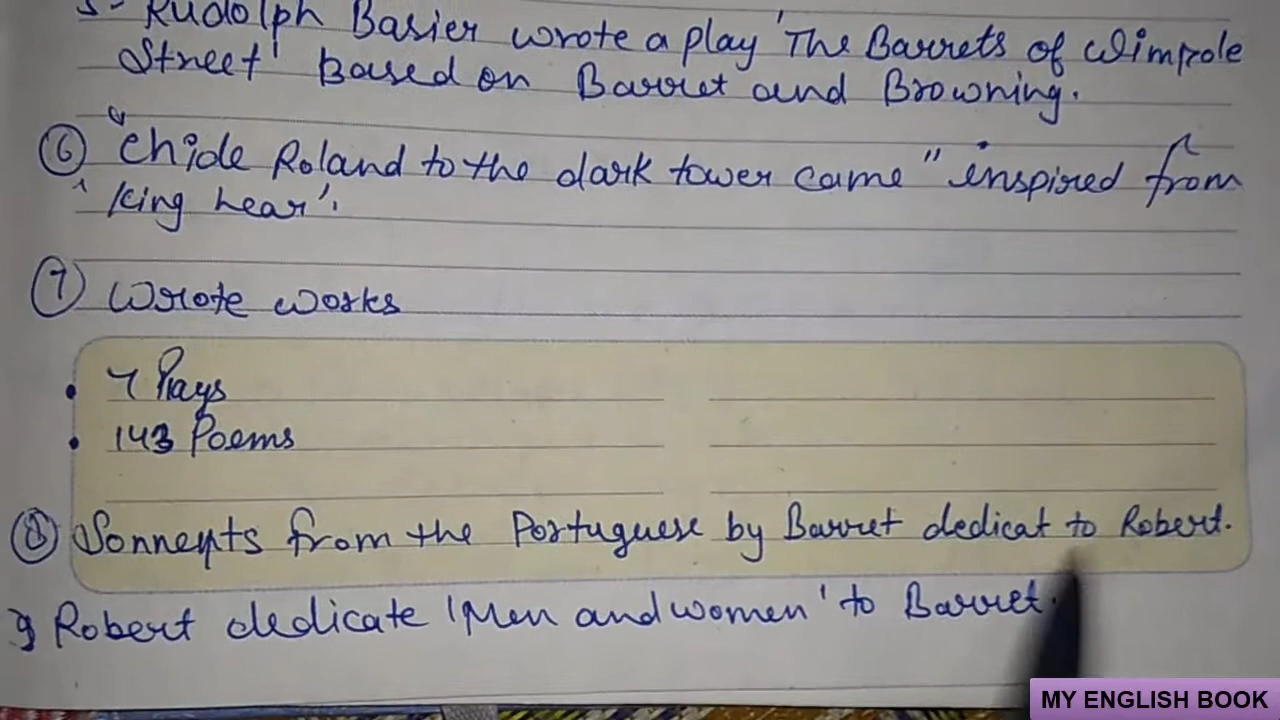 5- Rudolph Basier wrote a play 'The Barrets of Wimpole
Street' Based on Barret and Browning.
⑥ "Chide Roland to the dark tower came" inspired from
'King Lear'.
⑦ Wrote works
• 7 Plays
• 143 Poems
⑧ Sonnents from the Portuguese by Barret dedicat to Robert.
9 Robert dedicate 'Men and women' to Barret.
MY ENGLISH BOOK